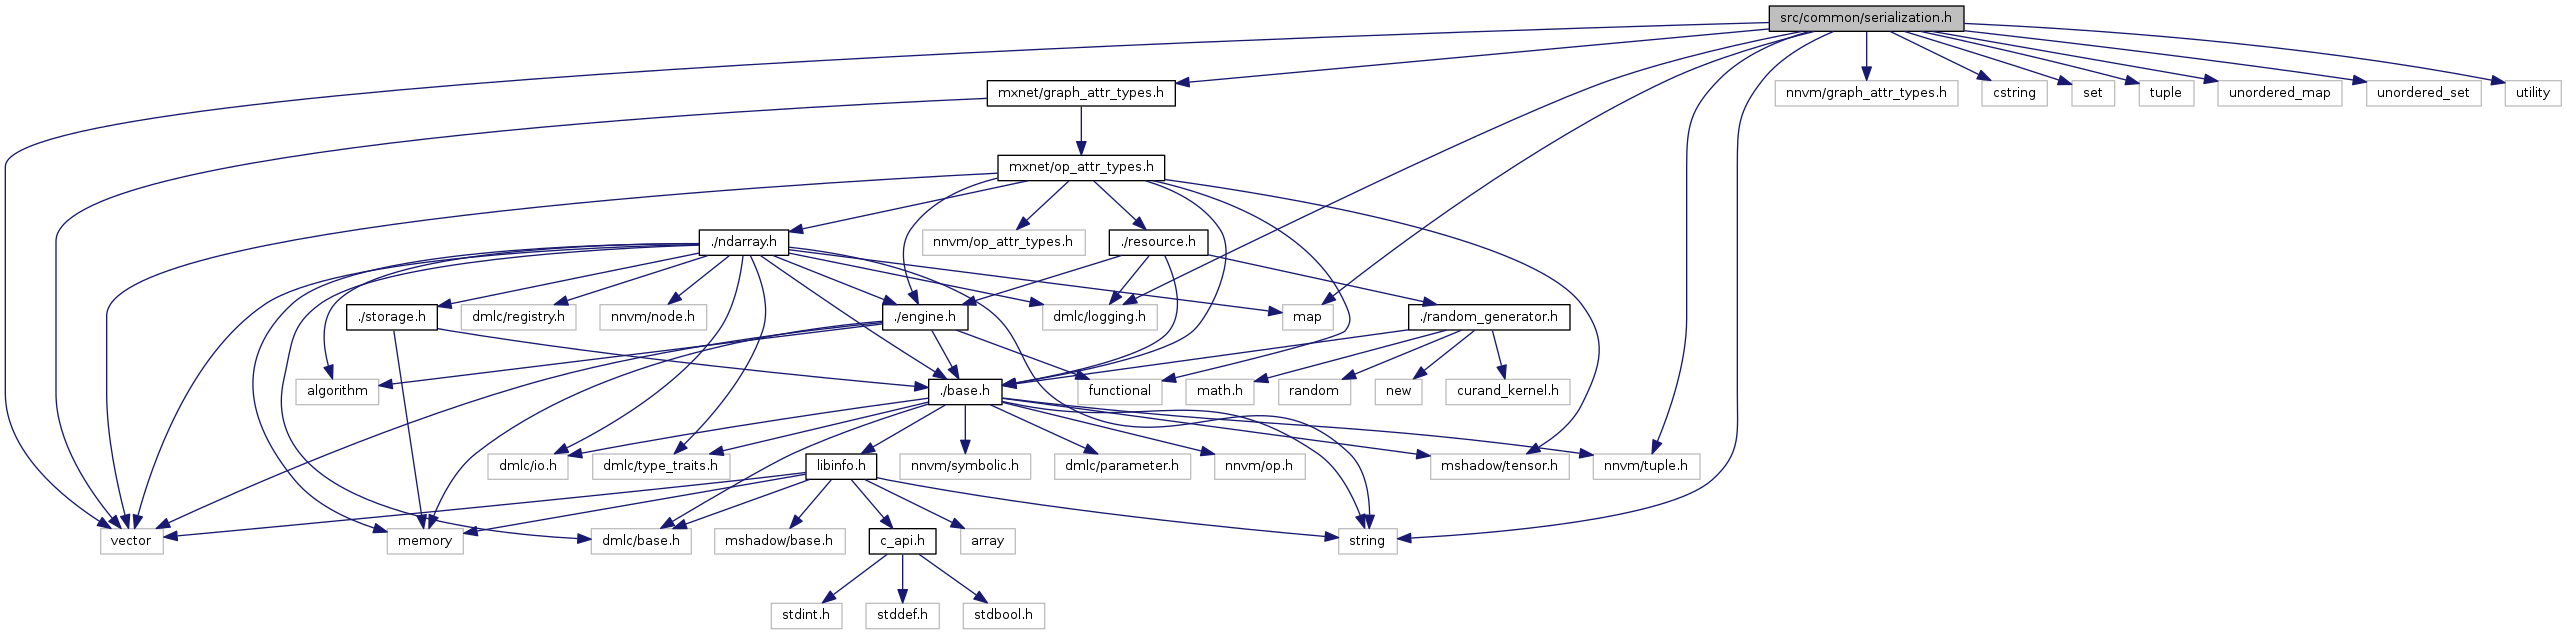 src/common/serialization.h
mxnet/graph_attr_types.h
nnvm/graph_attr_types.h
cstring
set
tuple
unordered_map
unordered_set
utility
mxnet/op_attr_types.h
./ndarray.h
nnvm/op_attr_types.h
./resource.h
./storage.h
dmlc/registry.h
nnvm/node.h
./engine.h
dmlc/logging.h
map
./random_generator.h
algorithm
./base.h
functional
math.h
random
new
curand_kernel.h
dmlc/io.h
dmlc/type_traits.h
libinfo.h
nnvm/symbolic.h
dmlc/parameter.h
nnvm/op.h
mshadow/tensor.h
nnvm/tuple.h
vector
memory
dmlc/base.h
mshadow/base.h
c_api.h
array
string
stdint.h
stddef.h
stdbool.h